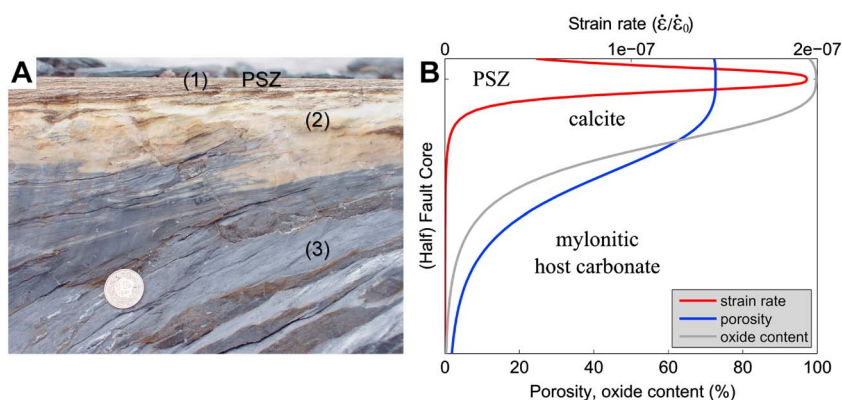 A
(1)
PSZ
(2)
(3)
B
Strain rate (ε̇/ε̇₀)
0
1e-07
2e-07
PSZ
calcite
mylonitic
host carbonate
(Half) Fault Core
strain rate
porosity
oxide content
0
20
40
60
80
100
Porosity, oxide content (%)